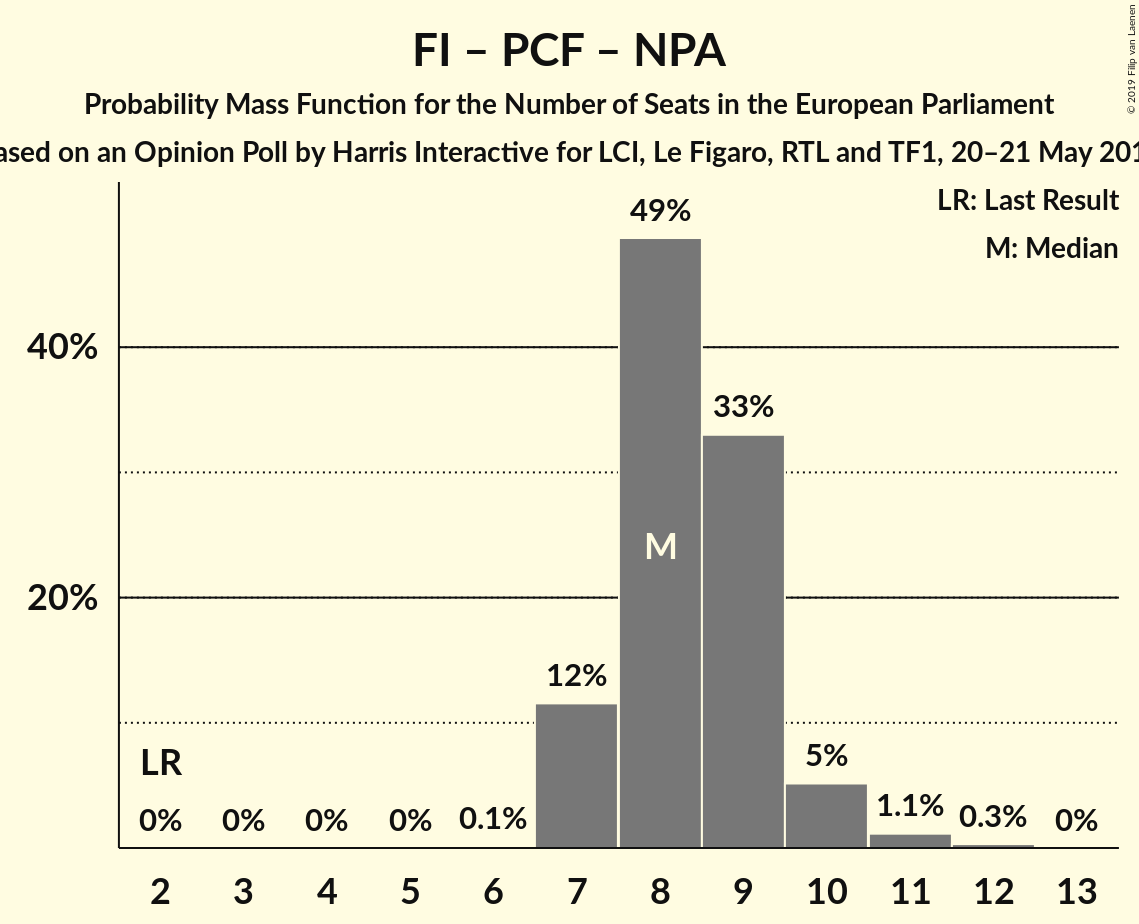 FI – PCF – NPA
Probability Mass Function for the Number of Seats in the European Parliament
on an Opinion Poll by Harris Interactive for LCI, Le Figaro, RTL and TF1, 20–21 May
© 2019 Filip van Laenen
LR: Last Result
M: Median
49%
40%
33%
M
20%
12%
LR
5%
0% 0% 0% 0% 0.1% 1.1% 0.3% 0%
2 3 4 5 6 7 8 9 10 11 12 13